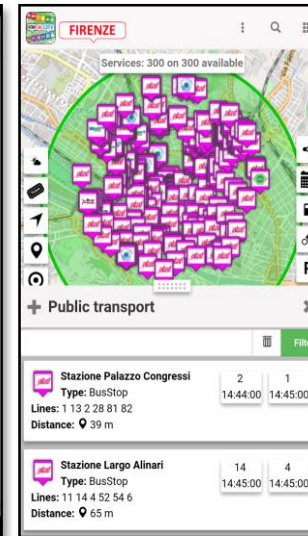 FIRENZE
Services: 300 on 300 available
Public transport
Filt
Stazione Palazzo Congressi
Type: BusStop
Lines: 1 13 2 28 81 82
Distance: 39 m
2
14:44:00
1
14:45:00
Stazione Largo Alinari
Type: BusStop
Lines: 11 14 4 52 54 6
Distance: 65 m
14
14:45:00
4
14:45:00